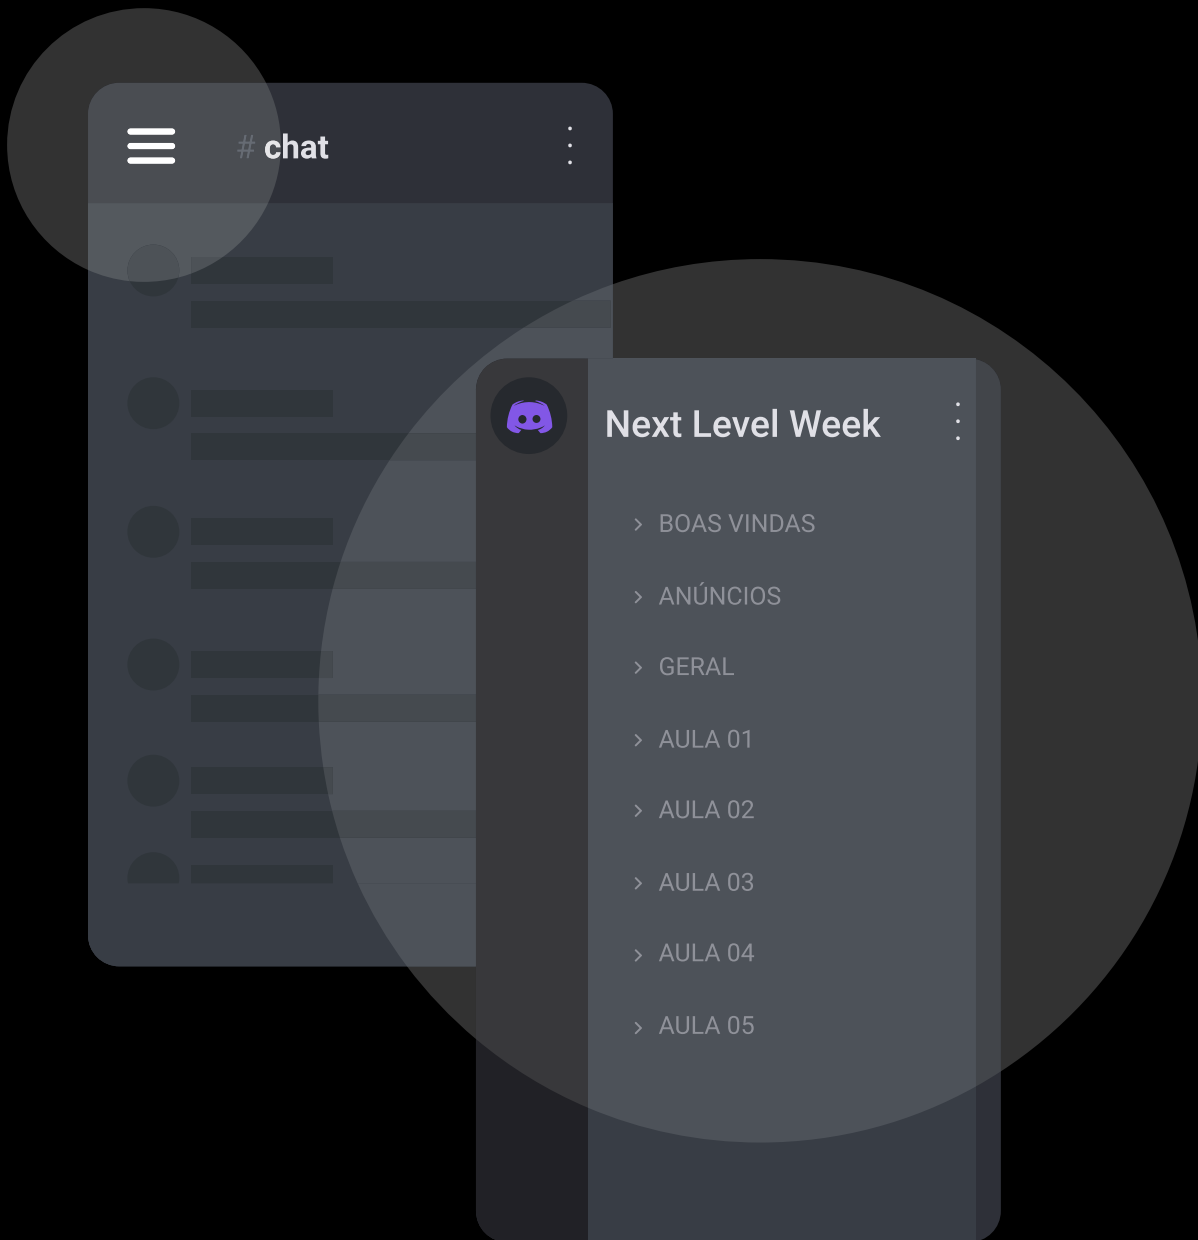 # chat
Next Level Week
BOAS VINDAS
ANÚNCIOS
GERAL
AULA 01
AULA 02
AULA 03
AULA 04
AULA 05